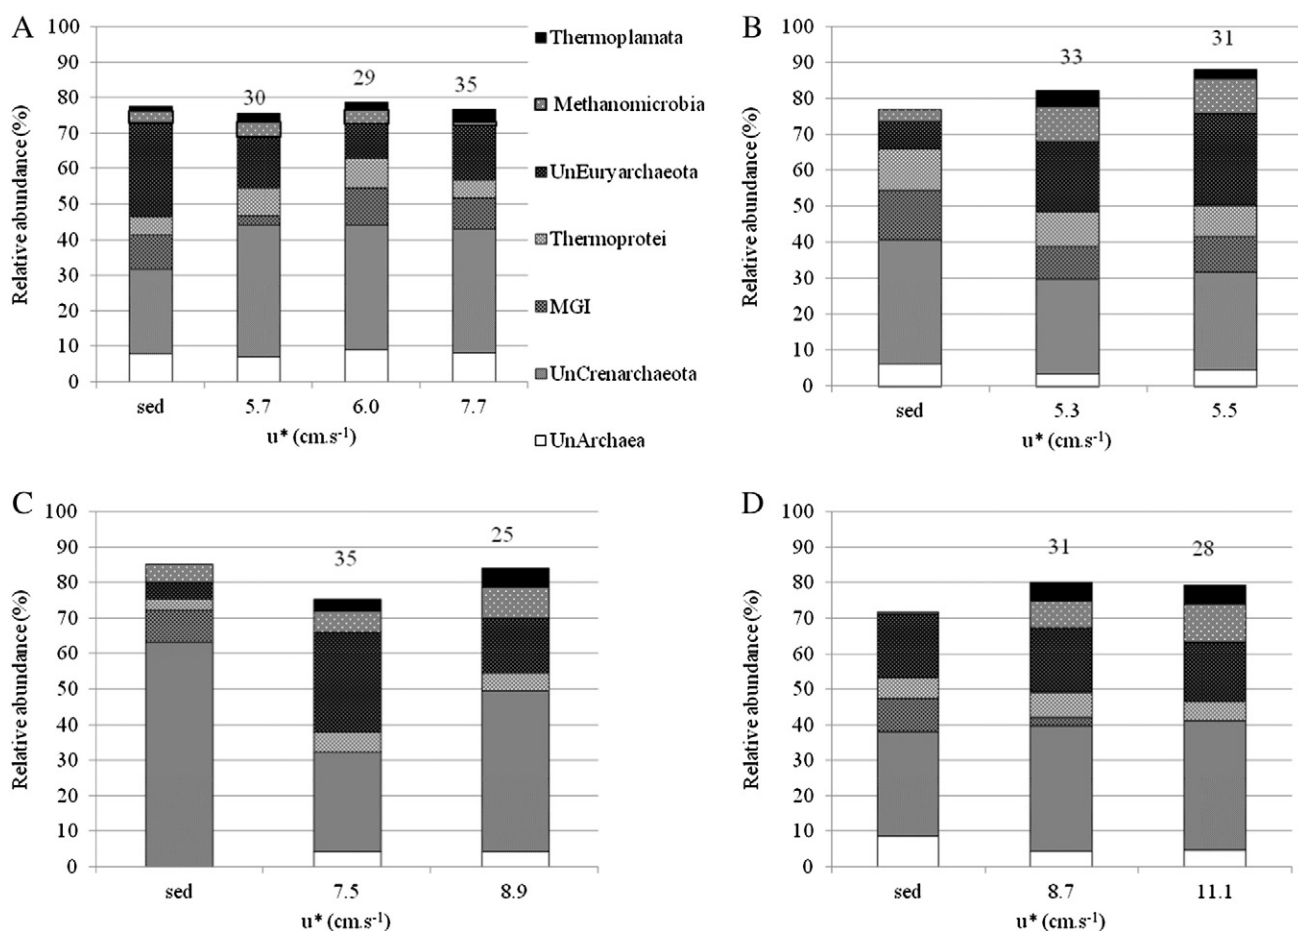 A
100
90
80
70
60
50
40
30
20
10
0
Relative abundance (%)
30
29
35
sed
5.7
6.0
7.7
u* (cm.s-1)
Thermoplamata
Methanomicrobia
UnEuryarchaeota
Thermoprotei
MGI
UnCrenarchaeota
UnArchaea
B
100
90
80
70
60
50
40
30
20
10
0
Relative abundance (%)
33
31
sed
5.3
5.5
u* (cm.s-1)
C
100
90
80
70
60
50
40
30
20
10
0
Relative abundance (%)
35
25
sed
7.5
8.9
u* (cm.s-1)
D
100
90
80
70
60
50
40
30
20
10
0
Relative abundance (%)
31
28
sed
8.7
11.1
u* (cm.s-1)